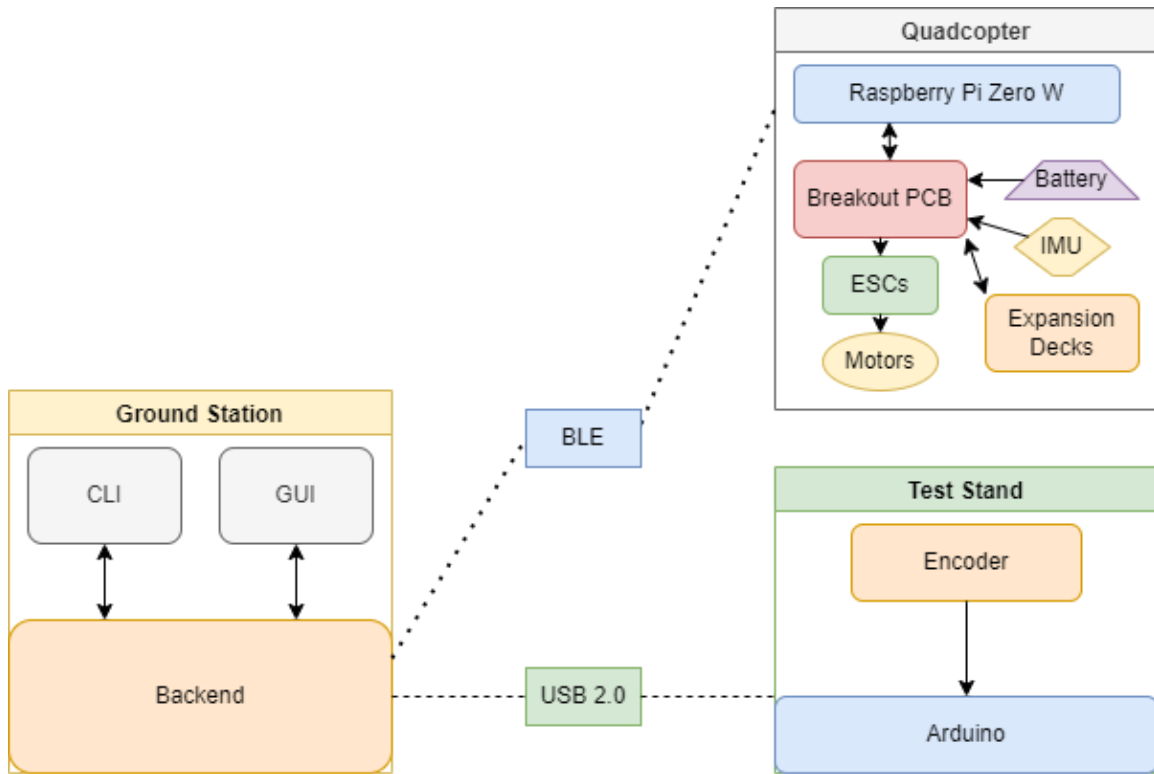 Quadcopter
Raspberry Pi Zero W
Breakout PCB
Battery
IMU
ESCs
Expansion
Decks
Motors
Ground Station
CLI
GUI
Backend
BLE
USB 2.0
Test Stand
Encoder
Arduino